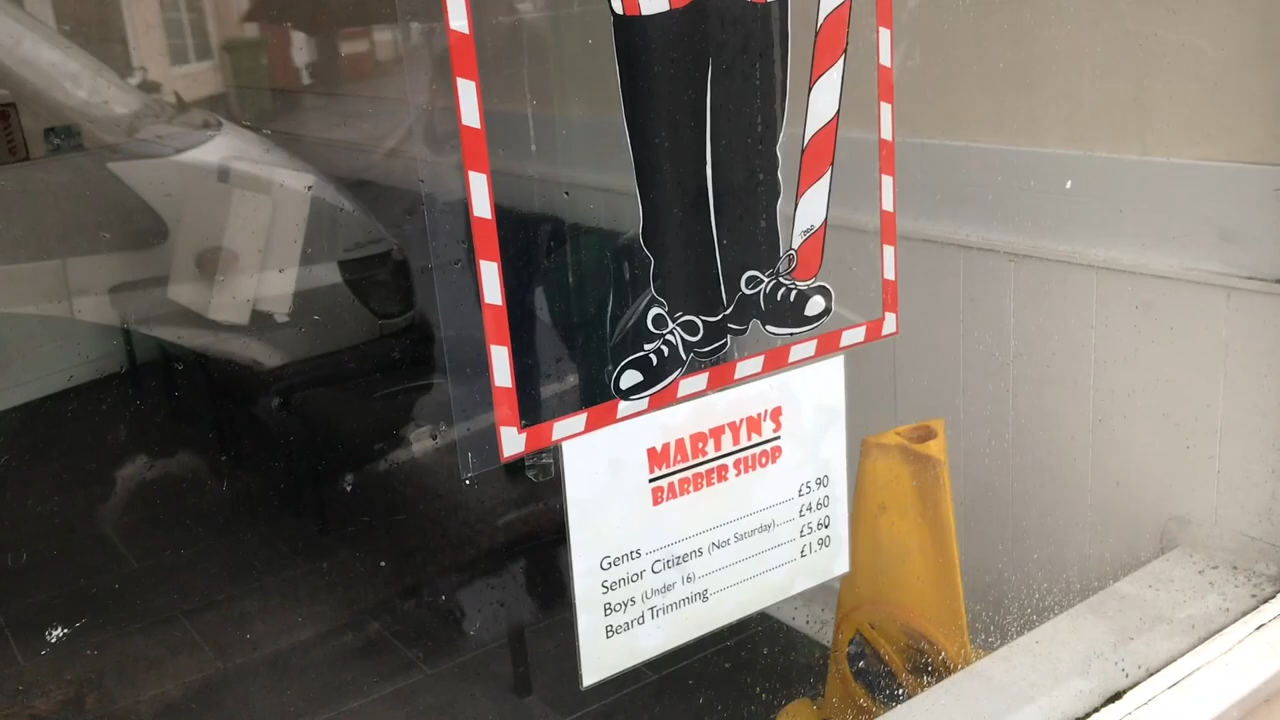 TODD
MARTYN'S
BARBER SHOP
Gents ........................................ £5.90
Senior Citizens (Not Saturday)..... £4.60
Boys (Under 16)............................ £5.60
Beard Trimming......................... £1.90